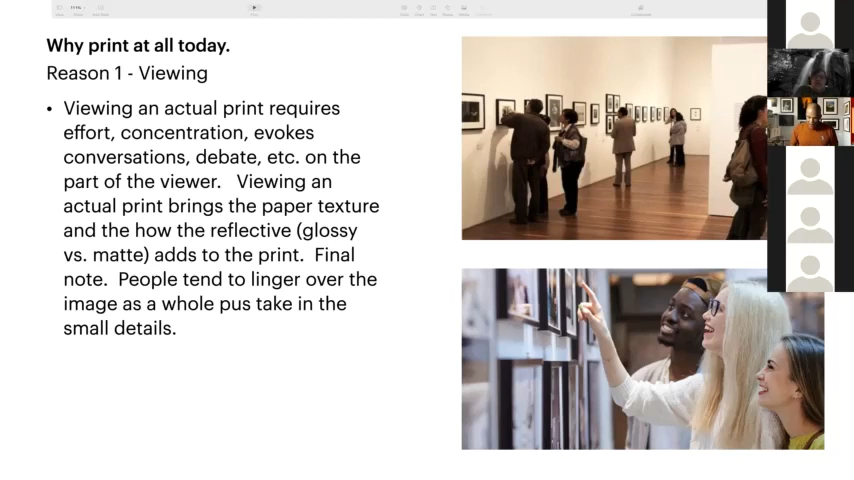 Why print at all today.
Reason 1 - Viewing
• Viewing an actual print requires
effort, concentration, evokes
conversations, debate, etc. on the
part of the viewer. Viewing an
actual print brings the paper texture
and the how the reflective (glossy
vs. matte) adds to the print. Final
note. People tend to linger over the
image as a whole pus take in the
small details.